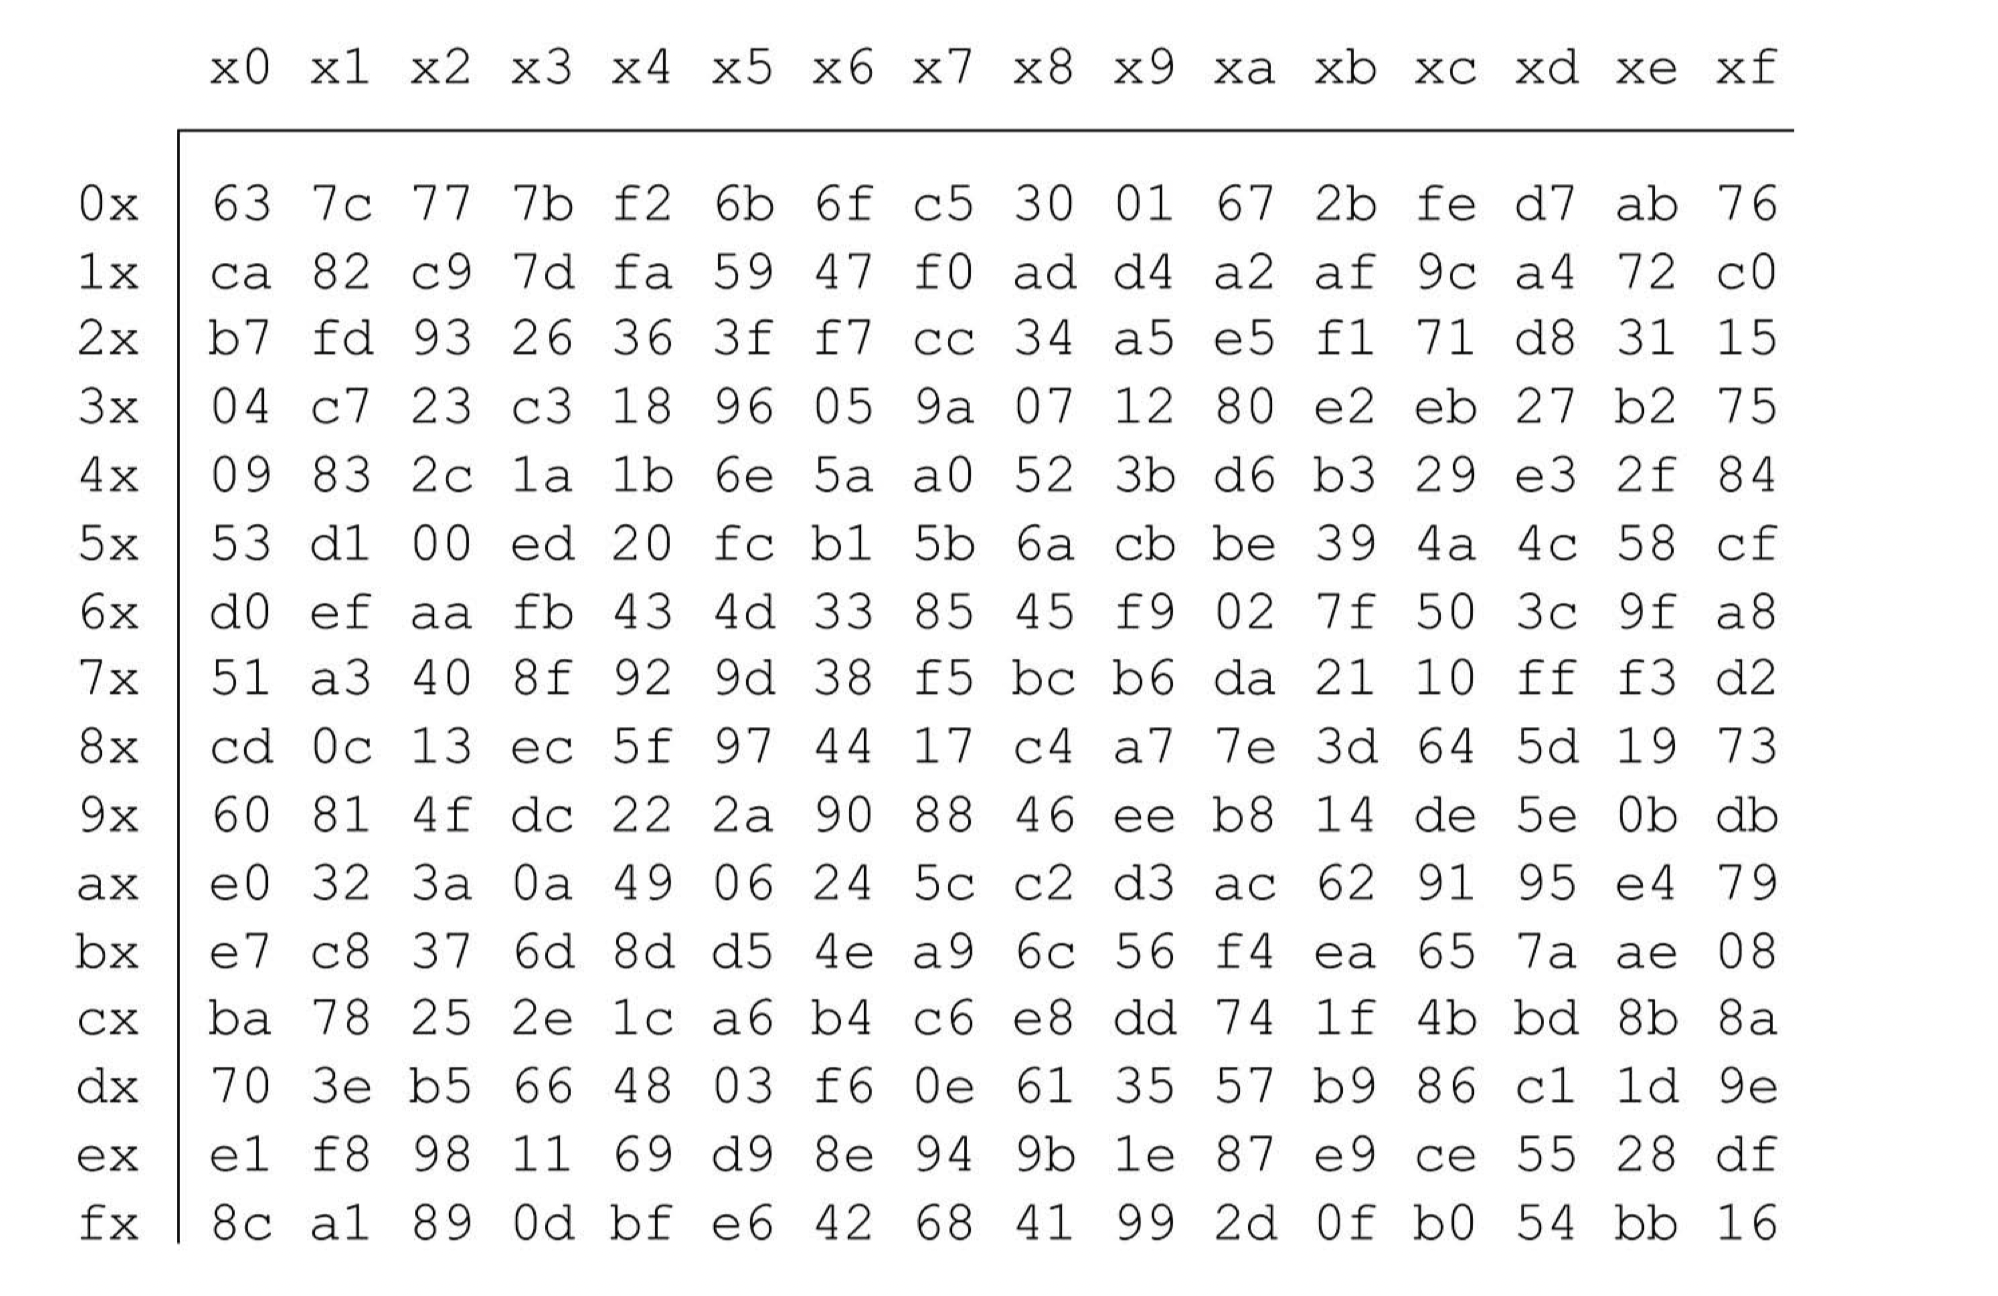 x0 x1 x2 x3 x4 x5 x6 x7 x8 x9 xa xb xc xd xe xf
0x 63 7c 77 7b f2 6b 6f c5 30 01 67 2b fe d7 ab 76
1x ca 82 c9 7d fa 59 47 f0 ad d4 a2 af 9c a4 72 c0
2x b7 fd 93 26 36 3f f7 cc 34 a5 e5 f1 71 d8 31 15
3x 04 c7 23 c3 18 96 05 9a 07 12 80 e2 eb 27 b2 75
4x 09 83 2c 1a 1b 6e 5a a0 52 3b d6 b3 29 e3 2f 84
5x 53 d1 00 ed 20 fc b1 5b 6a cb be 39 4a 4c 58 cf
6x d0 ef aa fb 43 4d 33 85 45 f9 02 7f 50 3c 9f a8
7x 51 a3 40 8f 92 9d 38 f5 bc b6 da 21 10 ff f3 d2
8x cd 0c 13 ec 5f 97 44 17 c4 a7 7e 3d 64 5d 19 73
9x 60 81 4f dc 22 2a 90 88 46 ee b8 14 de 5e 0b db
ax e0 32 3a 0a 49 06 24 5c c2 d3 ac 62 91 95 e4 79
bx e7 c8 37 6d 8d d5 4e a9 6c 56 f4 ea 65 7a ae 08
cx ba 78 25 2e 1c a6 b4 c6 e8 dd 74 1f 4b bd 8b 8a
dx 70 3e b5 66 48 03 f6 0e 61 35 57 b9 86 c1 1d 9e
ex e1 f8 98 11 69 d9 8e 94 9b 1e 87 e9 ce 55 28 df
fx 8c a1 89 0d bf e6 42 68 41 99 2d 0f b0 54 bb 16